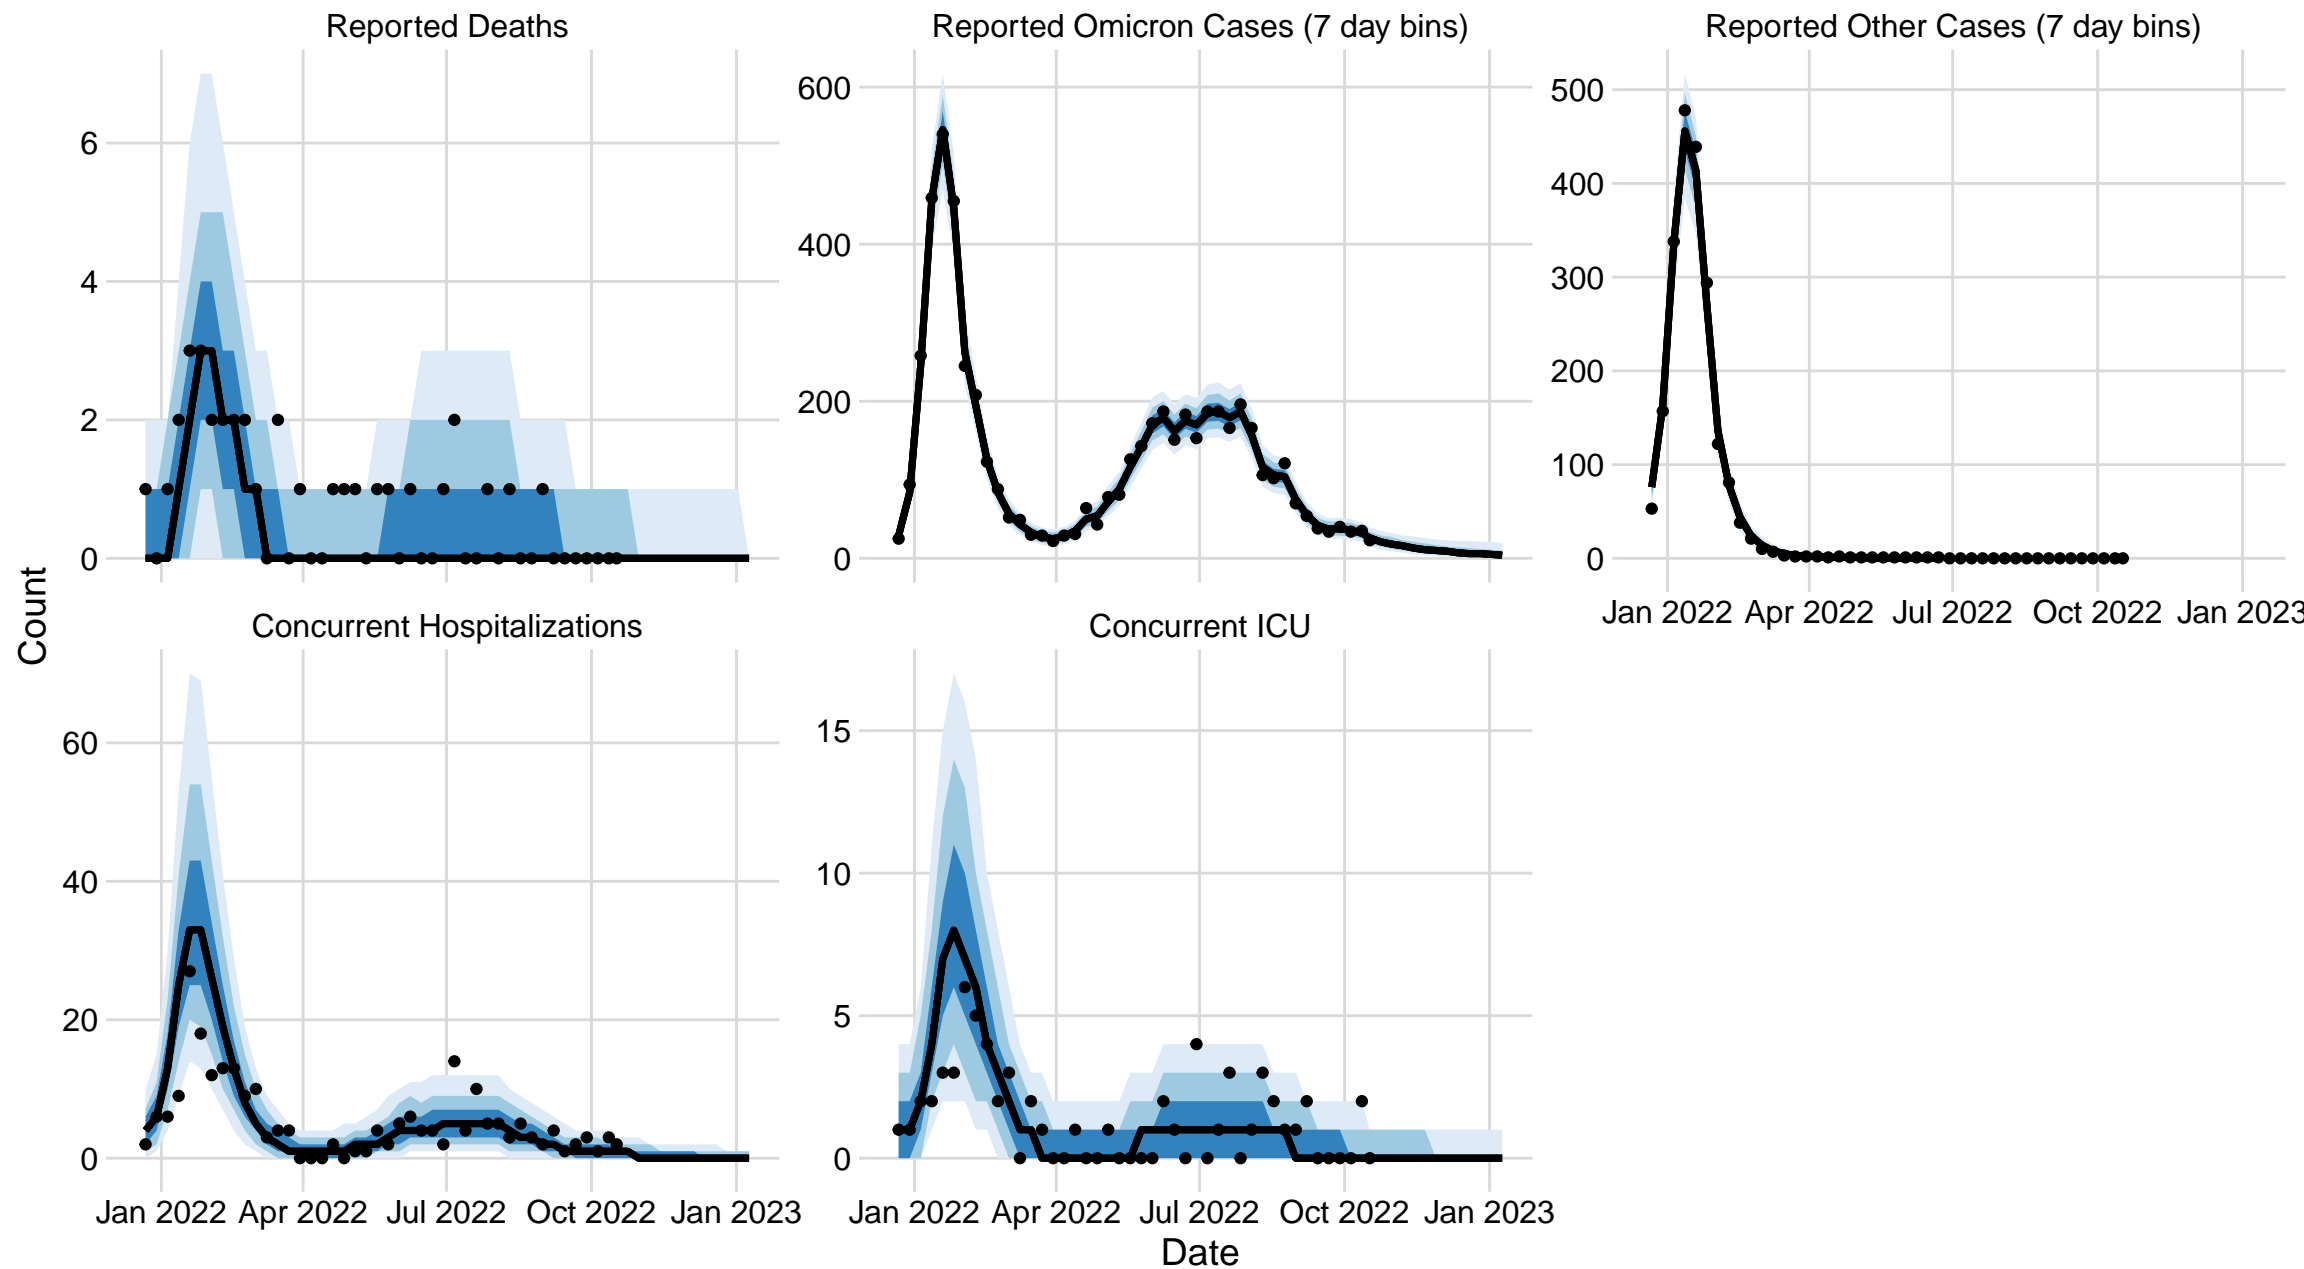 Reported Deaths
Reported Omicron Cases (7 day bins)
Reported Other Cases (7 day bins)
6
4
2
0
600
400
200
0
500
400
300
200
100
0
Jan 2022 Apr 2022 Jul 2022 Oct 2022 Jan 2023
Count
Concurrent Hospitalizations
Concurrent ICU
60
40
20
0
15
10
5
0
Jan 2022 Apr 2022 Jul 2022 Oct 2022 Jan 2023
Jan 2022 Apr 2022 Jul 2022 Oct 2022 Jan 2023
Date